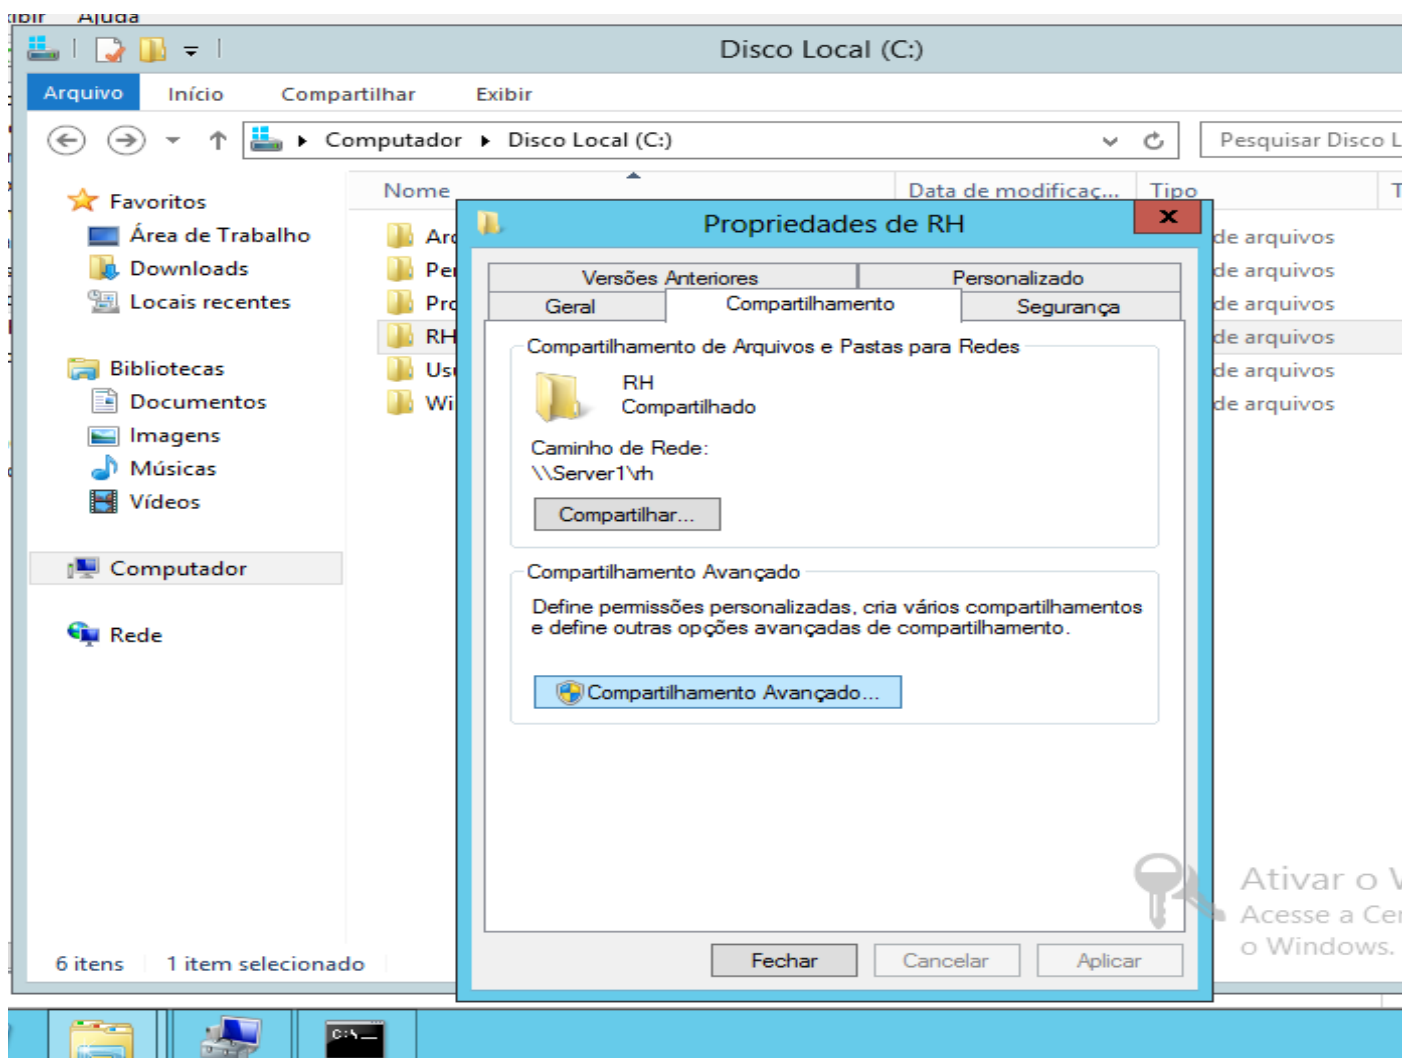 Ajuda
Disco Local (C:)
Arquivo Início Compartilhar Exibir
Computador Disco Local (C:) Pesquisar Disco L
Nome Data de modificaç... Tipo
Favoritos
Área de Trabalho
Downloads
Locais recentes
Bibliotecas
Documentos
Imagens
Músicas
Vídeos
Computador
Rede
RH
de arquivos
de arquivos
de arquivos
de arquivos
de arquivos
de arquivos
Propriedades de RH
Versões Anteriores Personalizado
Geral Compartilhamento Segurança
Compartilhamento de Arquivos e Pastas para Redes
RH
Compartilhado
Caminho de Rede:
\\Server1\rh
Compartilhar...
Compartilhamento Avançado
Define permissões personalizadas, cria vários compartilhamentos
e define outras opções avançadas de compartilhamento.
Compartilhamento Avançado...
Fechar Cancelar Aplicar
Ativar o
Acesse a
o Windows.
6 itens 1 item selecionado
C:\